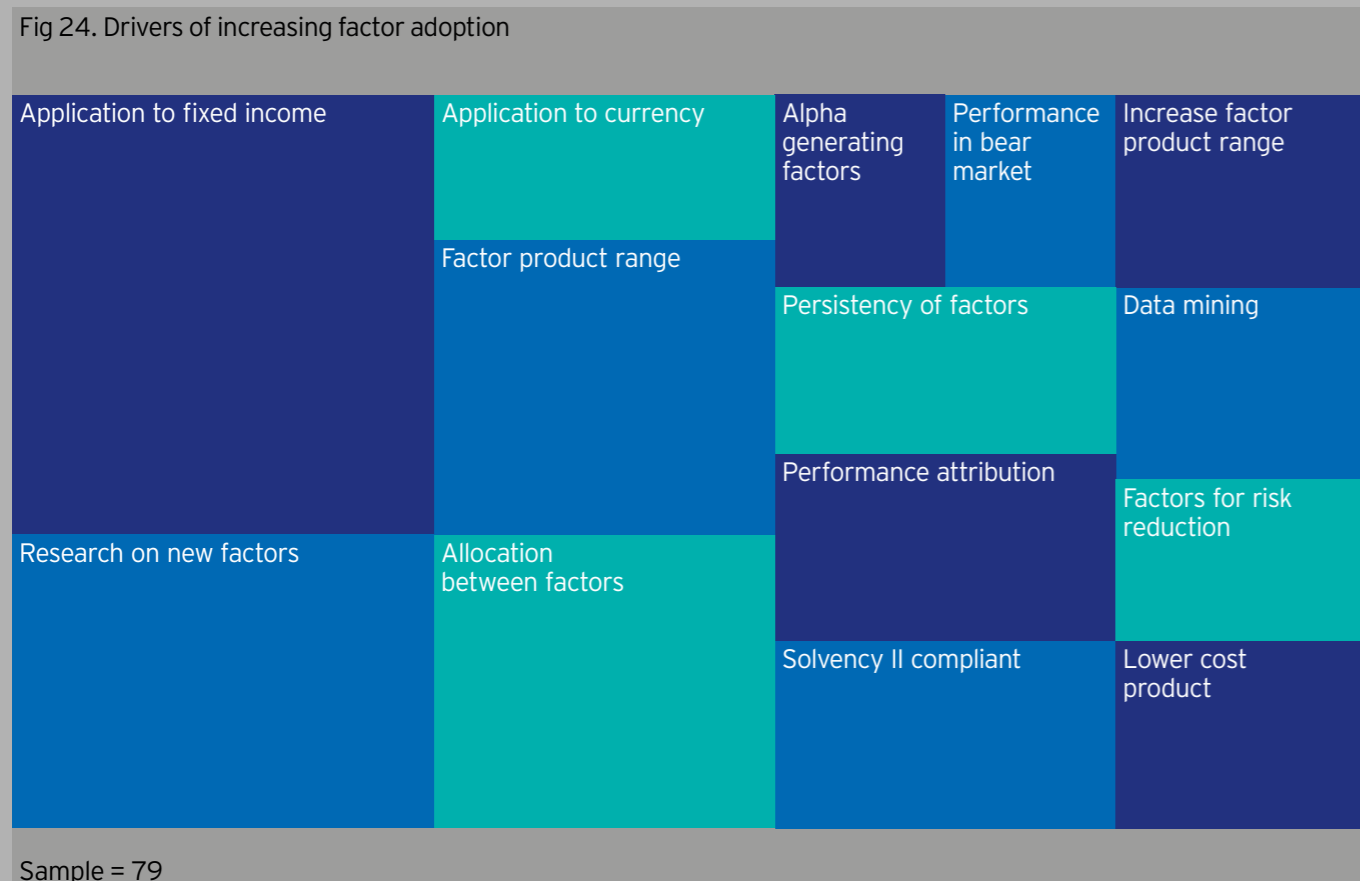 Fig 24. Drivers of increasing factor adoption
Application to fixed income
Application to currency
Alpha
generating
factors
Performance
in bear
market
Increase factor
product range
Factor product range
Persistency of factors
Data mining
Performance attribution
Factors for risk
reduction
Research on new factors
Allocation
between factors
Solvency II compliant
Lower cost
product
Sample = 79